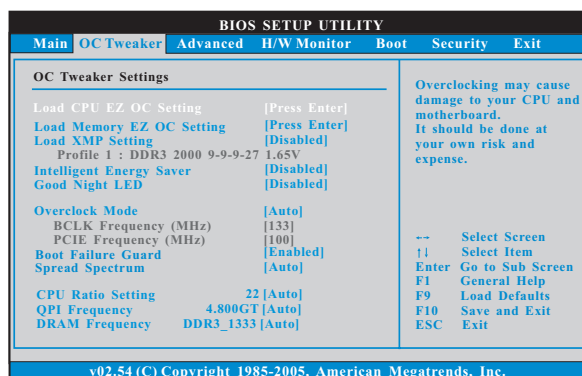 BIOS SETUP UTILITY
Main OC Tweaker Advanced H/W Monitor Boot Security Exit
OC Tweaker Settings
Load CPU EZ OC Setting [Press Enter]
Load Memory EZ OC Setting [Press Enter]
Load XMP Setting [Disabled]
Profile 1 : DDR3 2000 9-9-9-27 1.65V
Intelligent Energy Saver [Disabled]
Good Night LED [Disabled]
Overclock Mode [Auto]
BCLK Frequency (MHz) [133]
PCIE Frequency (MHz) [100]
Boot Failure Guard [Enabled]
Spread Spectrum [Auto]
CPU Ratio Setting 22 [Auto]
QPI Frequency 4.800GT [Auto]
DRAM Frequency DDR3_1333 [Auto]
Overclocking may cause
damage to your CPU and
motherboard.
It should be done at
your own risk and
expense.
←→ Select Screen
↑↓ Select Item
Enter Go to Sub Screen
F1 General Help
F9 Load Defaults
F10 Save and Exit
ESC Exit
v02.54 (C) Copyright 1985-2005, American Megatrends, Inc.